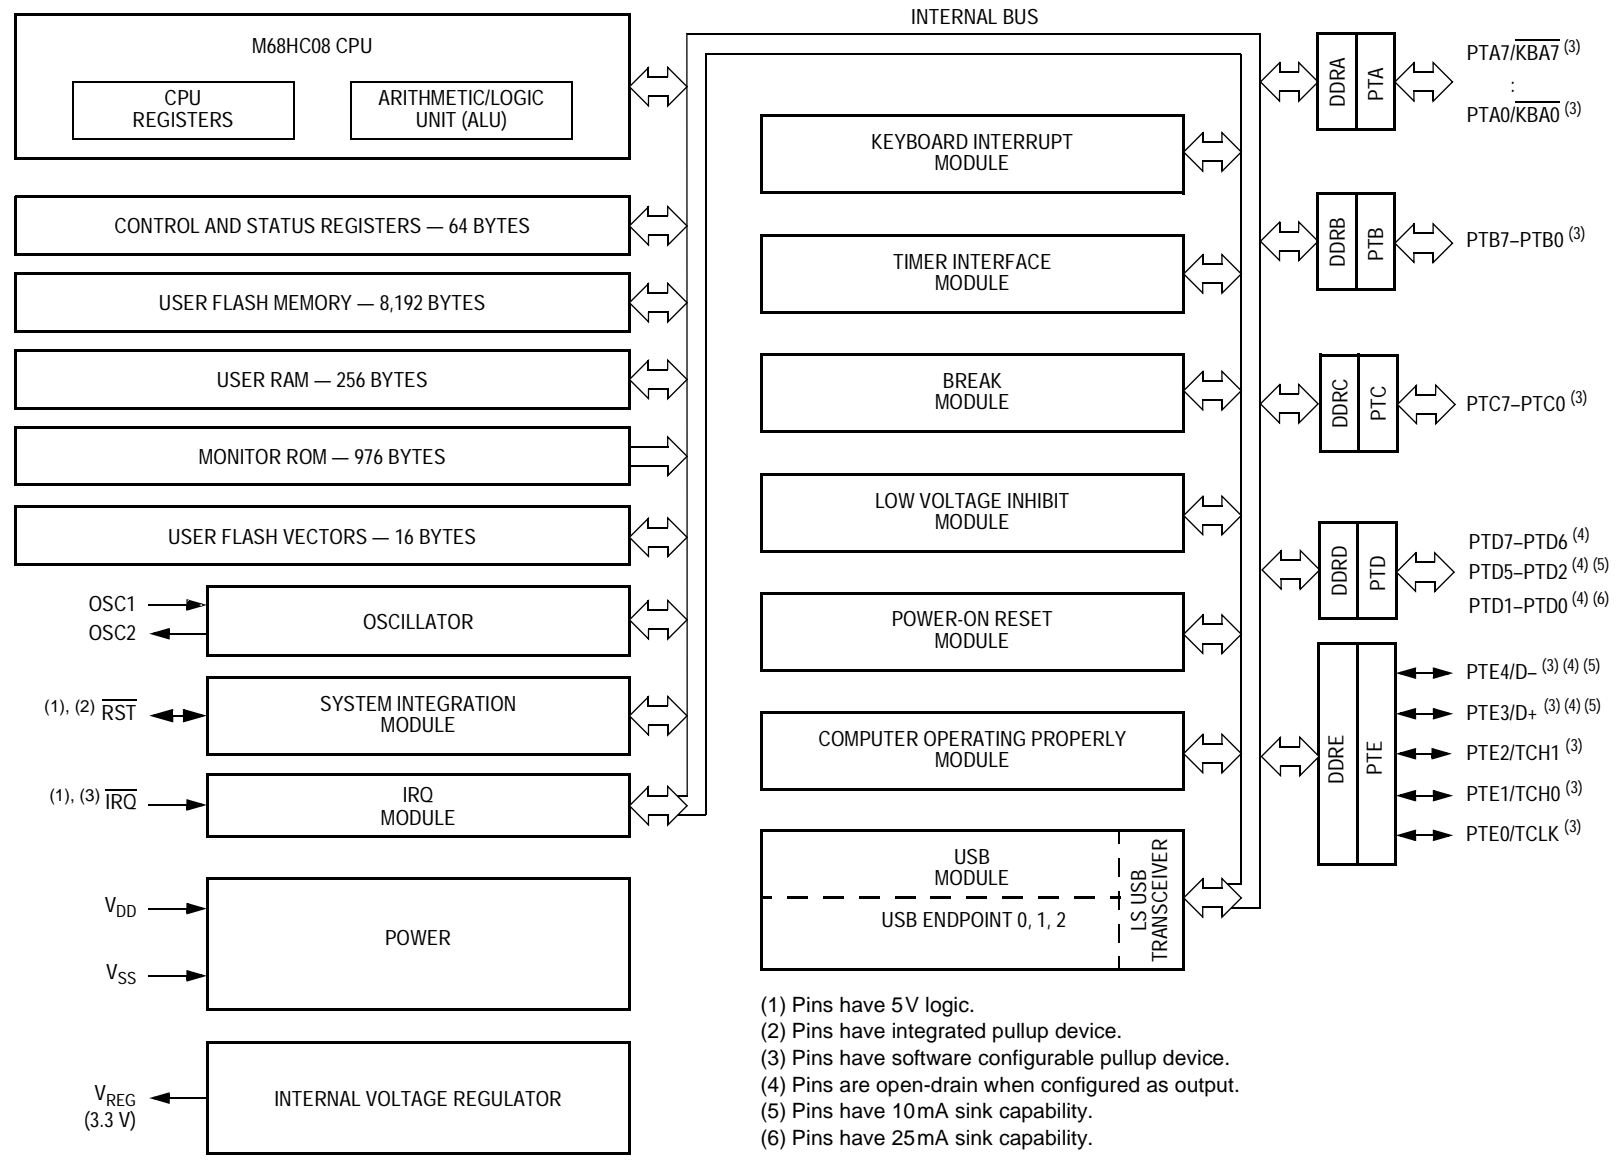 INTERNAL BUS
M68HC08 CPU
CPU
REGISTERS
ARITHMETIC/LOGIC
UNIT (ALU)
CONTROL AND STATUS REGISTERS — 64 BYTES
USER FLASH MEMORY — 8,192 BYTES
USER RAM — 256 BYTES
MONITOR ROM — 976 BYTES
USER FLASH VECTORS — 16 BYTES
OSC1
OSC2
OSCILLATOR
(1), (2) R̅S̅T̅
SYSTEM INTEGRATION
MODULE
(1), (3) I̅R̅Q̅
IRQ
MODULE
VDD
VSS
POWER
VREG
(3.3 V)
INTERNAL VOLTAGE REGULATOR
KEYBOARD INTERRUPT
MODULE
TIMER INTERFACE
MODULE
BREAK
MODULE
LOW VOLTAGE INHIBIT
MODULE
POWER-ON RESET
MODULE
COMPUTER OPERATING PROPERLY
MODULE
USB
MODULE
USB ENDPOINT 0, 1, 2
LS USB
TRANSCEIVER
DDRA
PTA
PTA7/K̅B̅A̅7̅ (3)
:
PTA0/K̅B̅A̅0̅ (3)
DDRB
PTB
PTB7–PTB0 (3)
DDRC
PTC
PTC7–PTC0 (3)
DDRD
PTD
PTD7–PTD6 (4)
PTD5–PTD2 (4) (5)
PTD1–PTD0 (4) (6)
DDRE
PTE
PTE4/D– (3) (4) (5)
PTE3/D+ (3) (4) (5)
PTE2/TCH1 (3)
PTE1/TCH0 (3)
PTE0/TCLK (3)
(1) Pins have 5V logic.
(2) Pins have integrated pullup device.
(3) Pins have software configurable pullup device.
(4) Pins are open-drain when configured as output.
(5) Pins have 10mA sink capability.
(6) Pins have 25mA sink capability.